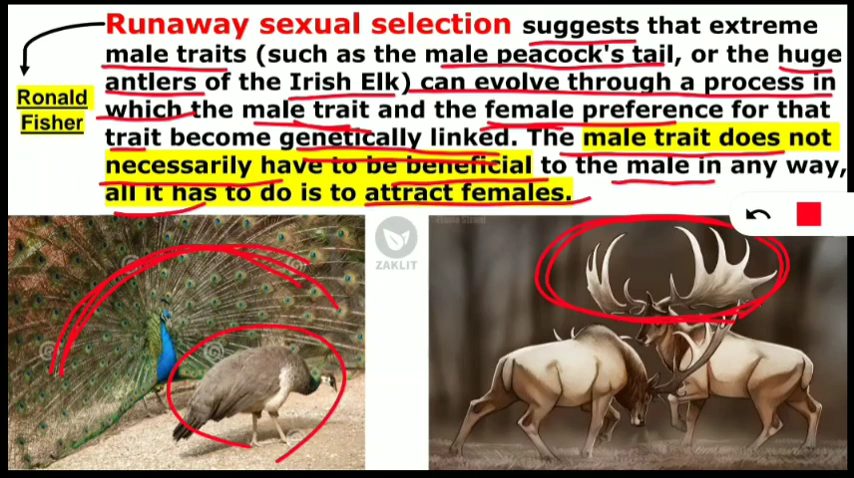 Runaway sexual selection suggests that extreme
male traits (such as the male peacock's tail, or the huge
antlers of the Irish Elk) can evolve through a process in
which the male trait and the female preference for that
trait become genetically linked. The male trait does not
necessarily have to be beneficial to the male in any way,
all it has to do is to attract females.
Ronald
Fisher
ZAKLIT